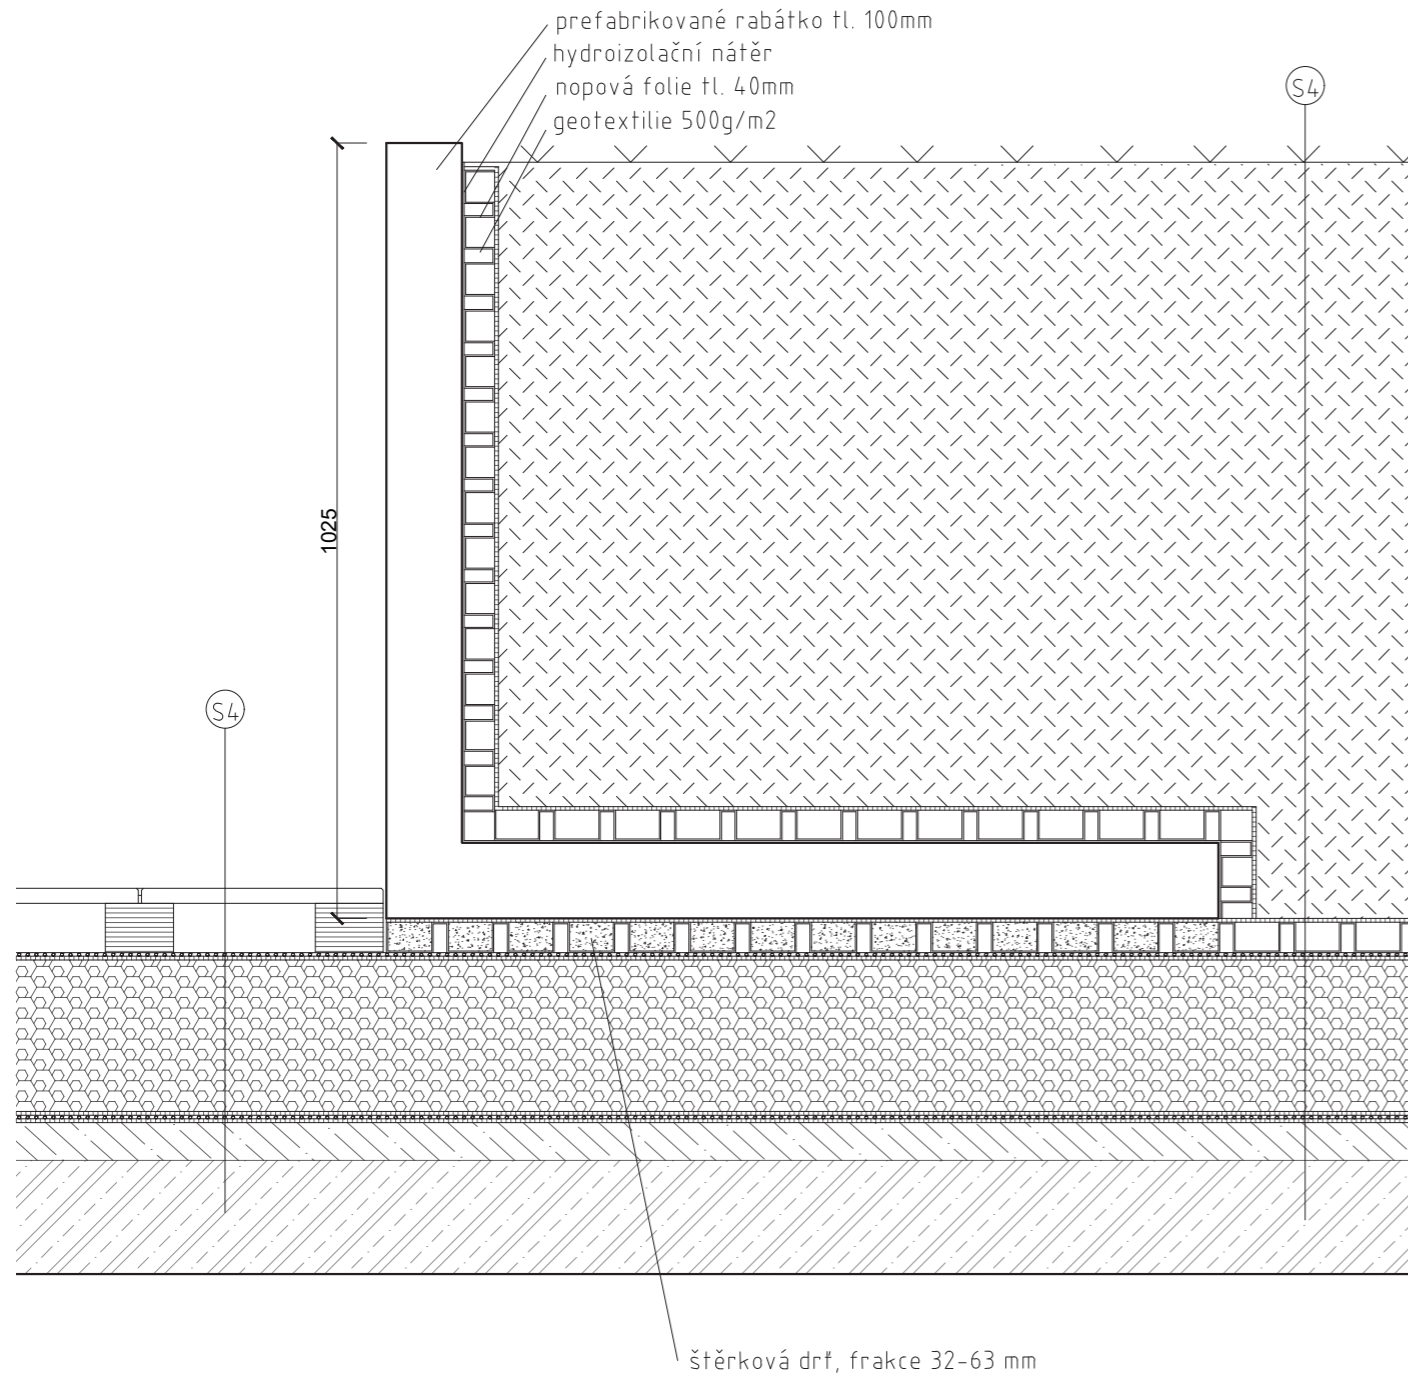 prefabrikované rabátko tl. 100mm
hydroizolační nátěr
nopová folie tl. 40mm
geotextilie 500g/m2
S4
1025
S4
štěrková drť, frakce 32-63 mm